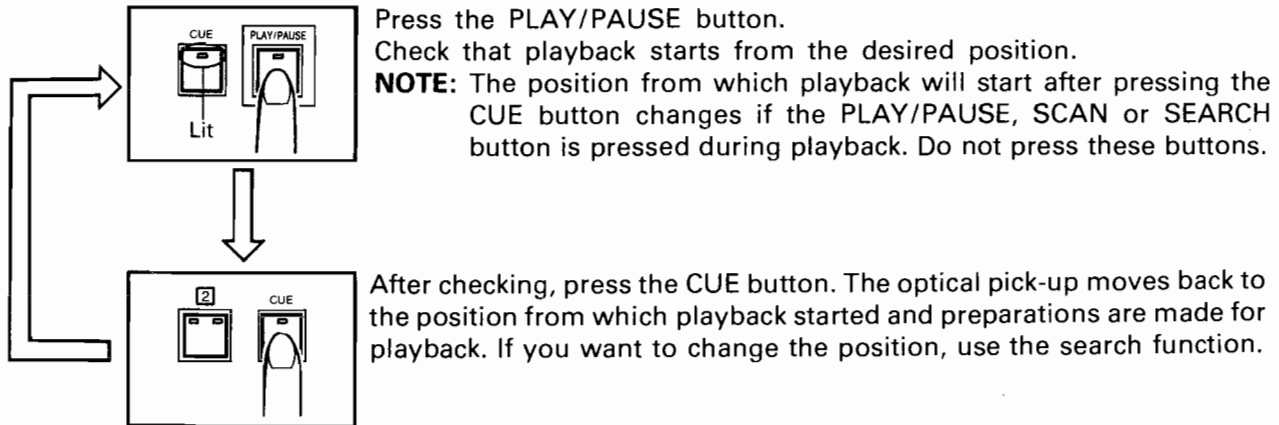 CUE
PLAY/PAUSE
Lit
Press the PLAY/PAUSE button.
Check that playback starts from the desired position.
NOTE: The position from which playback will start after pressing the
CUE button changes if the PLAY/PAUSE, SCAN or SEARCH
button is pressed during playback. Do not press these buttons.
2
CUE
After checking, press the CUE button. The optical pick-up moves back to
the position from which playback started and preparations are made for
playback. If you want to change the position, use the search function.